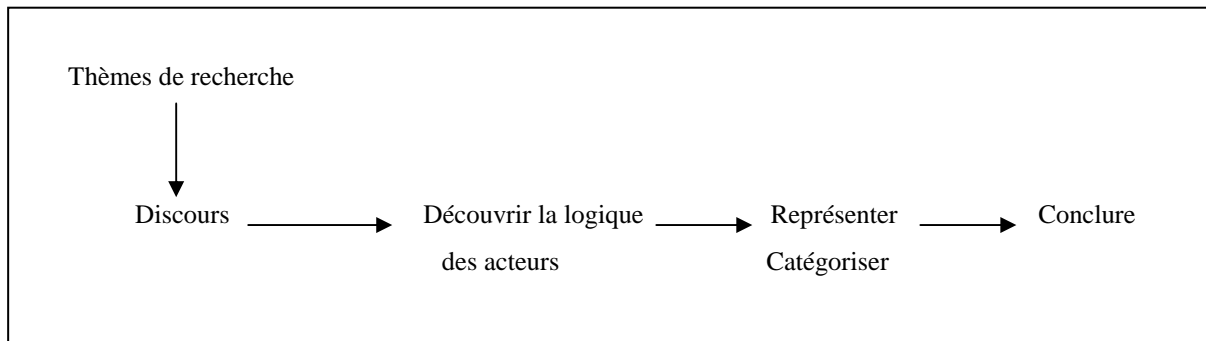 Thèmes de recherche
Discours
Découvrir la logique
des acteurs
Représenter
Catégoriser
Conclure